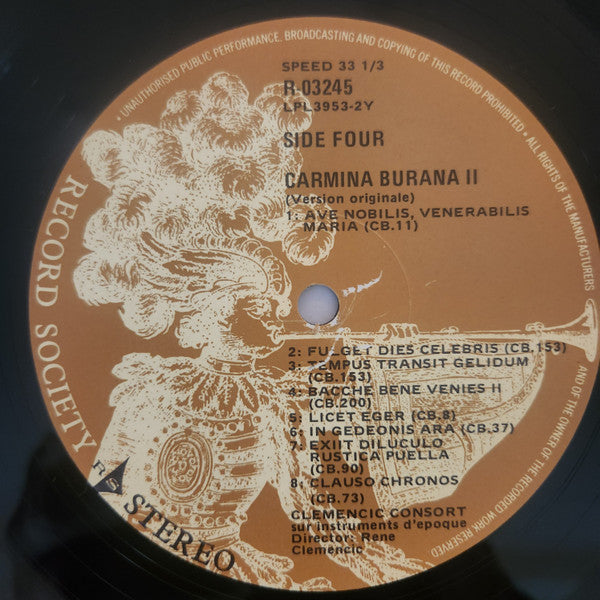 • UNAUTHORISED PUBLIC PERFORMANCE, BROADCASTING AND COPYING OF THIS RECORD PROHIBITED • ALL RIGHTS OF THE MANUFACTURERS AND OF THE OWNER OF THE RECORDED WORK RESERVED
SPEED 33 1/3
R-03245
LPL3953-2Y
SIDE FOUR
CARMINA BURANA II
(Version originale)
1: AVE NOBILIS, VENERABILIS
MARIA (CB.11)
2: FULGET DIES CELEBRIS (CB.153)
3: TEMPUS TRANSIT GELIDUM
(CB.153)
4: BACCHE BENE VENIES II
(CB200)
5: LICET EGER (CB.8)
6: IN GEDEONIS ARA (CB.37)
7: EXIIT DILUCULO
RUSTICA PUELLA
(CB.90)
8: CLAUSO CHRONOS
(CB.73)
CLEMENCIC CONSORT
sur instruments d'epoque
Director: Rene
Clemencic
RECORD SOCIETY
RS
STEREO